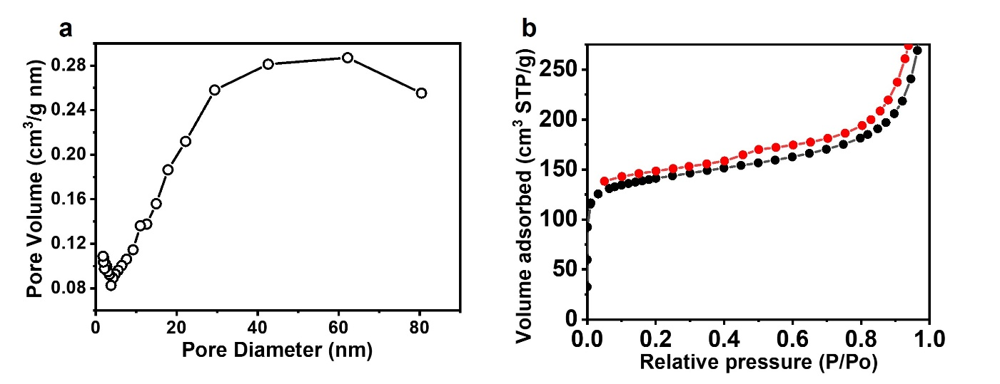 a
Pore Volume (cm³/g nm)
0.28
0.24
0.20
0.16
0.12
0.08
0 20 40 60 80
Pore Diameter (nm)
b
Volume adsorbed (cm³ STP/g)
250
200
150
100
50
0
0.0 0.2 0.4 0.6 0.8 1.0
Relative pressure (P/Po)